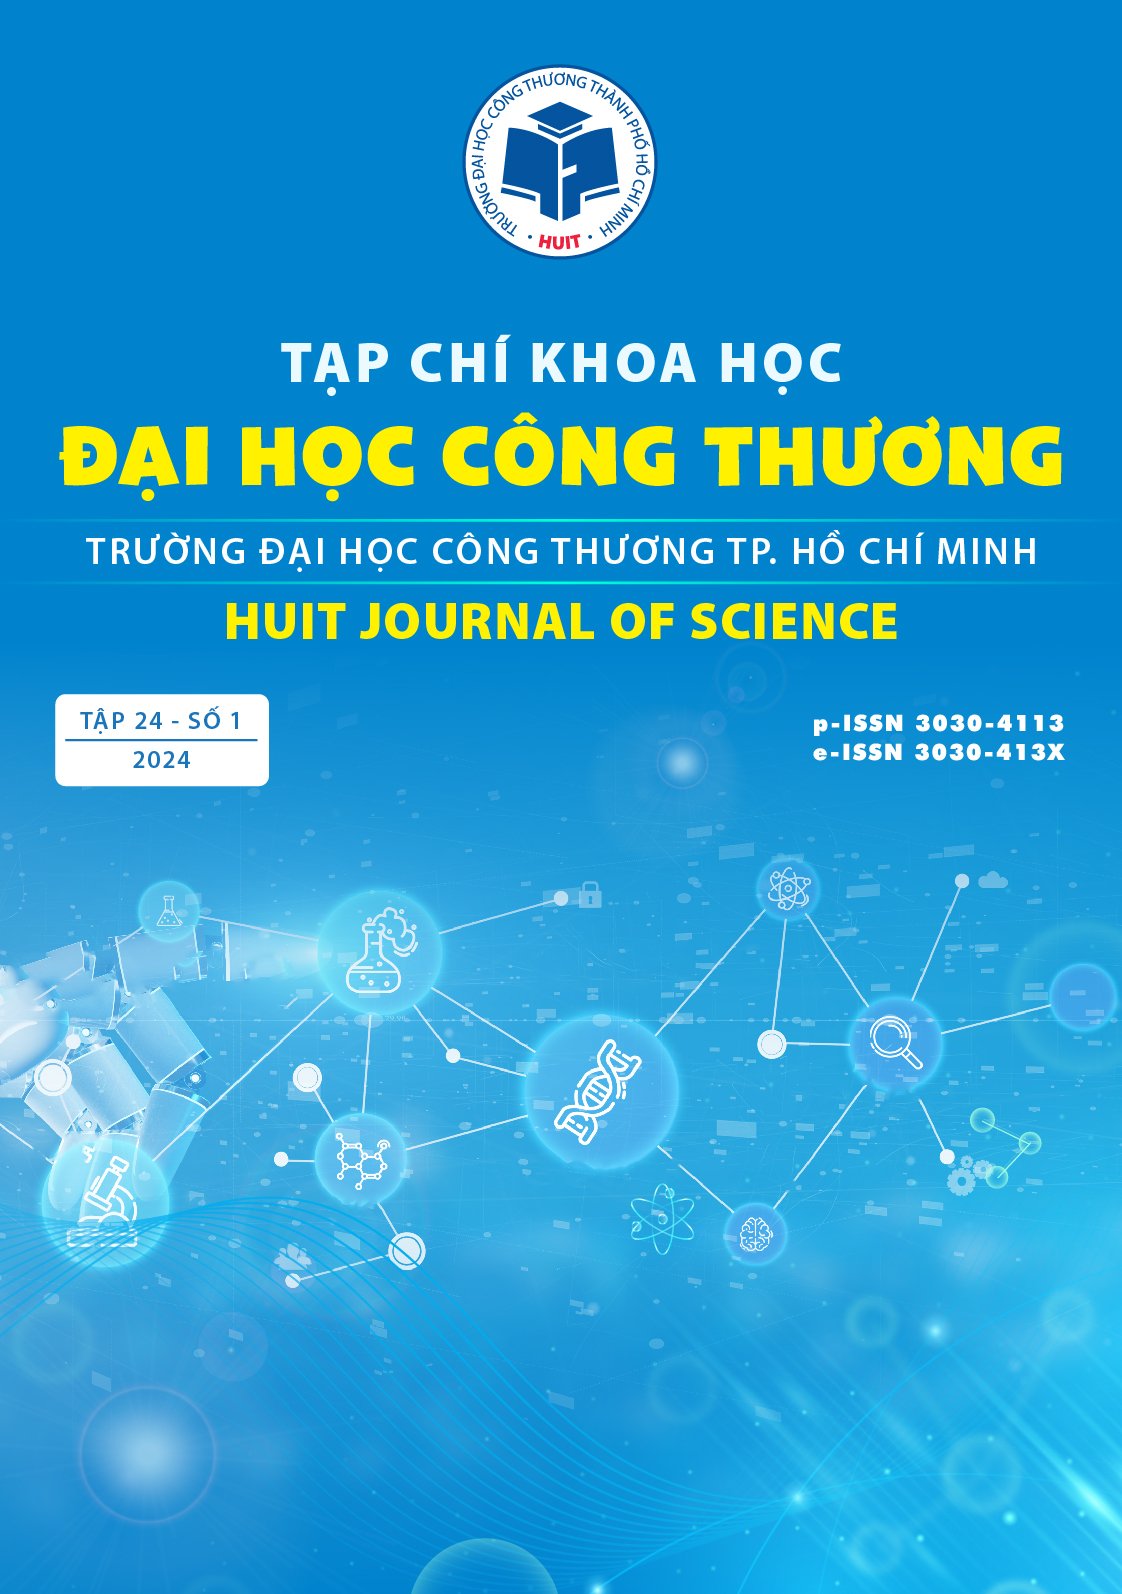 TRƯỜNG ĐẠI HỌC CÔNG THƯƠNG THÀNH PHỐ HỒ CHÍ MINH
• HUIT •
TẠP CHÍ KHOA HỌC
ĐẠI HỌC CÔNG THƯƠNG
TRƯỜNG ĐẠI HỌC CÔNG THƯƠNG TP. HỒ CHÍ MINH
HUIT JOURNAL OF SCIENCE
TẬP 24 - SỐ 1
2024
p-ISSN 3030-4113
e-ISSN 3030-413X